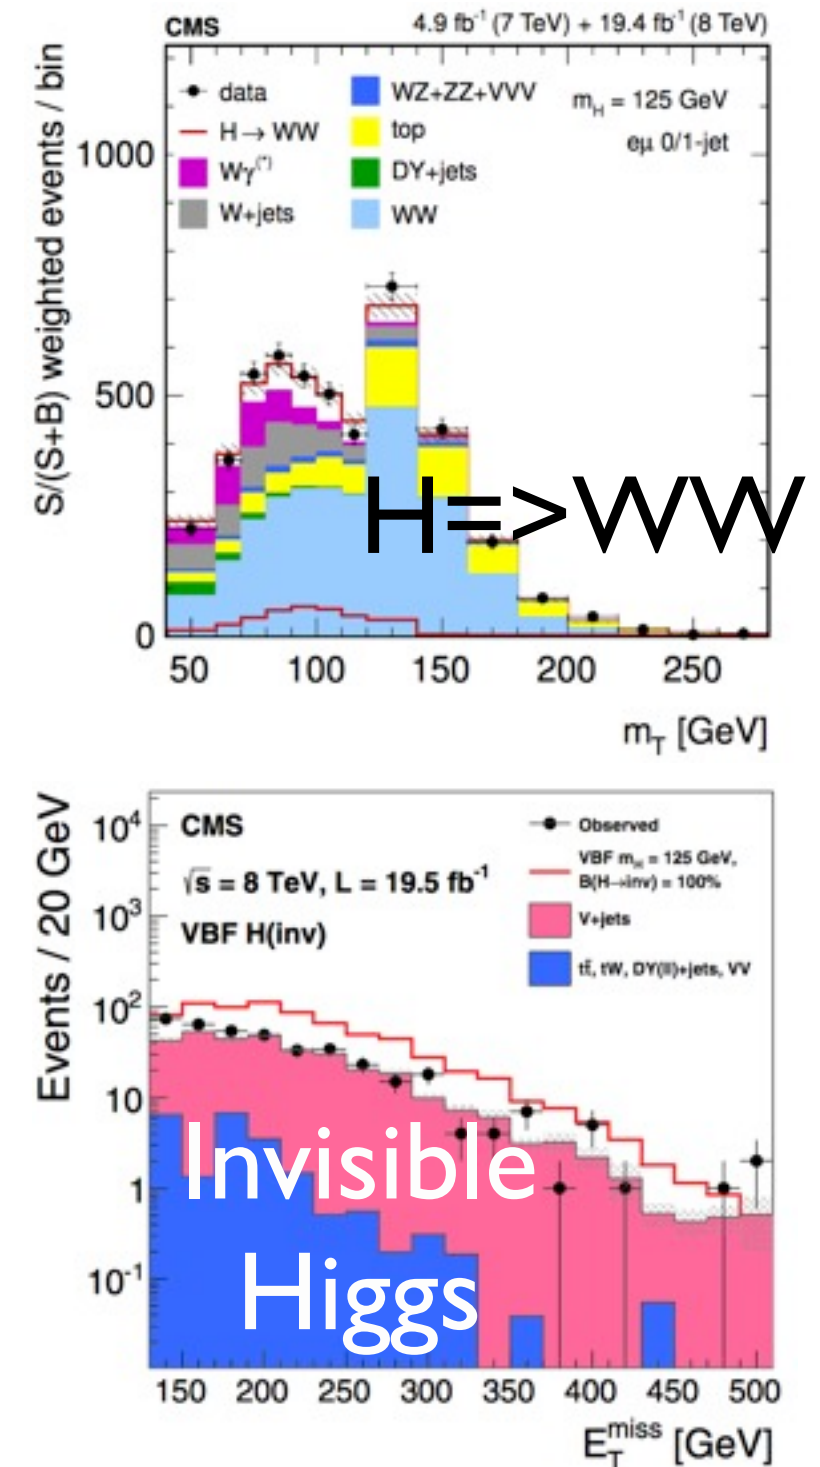 CMS 4.9 fb⁻¹ (7 TeV) + 19.4 fb⁻¹ (8 TeV)
S/(S+B) weighted events / bin
data
H → WW
Wγ⁽*⁾
W+jets
WZ+ZZ+VVV
top
DY+jets
WW
m_H = 125 GeV
eμ 0/1-jet
1000
500
0
H=>WW
50 100 150 200 250
m_T [GeV]
Events / 20 GeV
10⁴
10³
10²
10
1
10⁻¹
CMS
√s = 8 TeV, L = 19.5 fb⁻¹
VBF H(inv)
Observed
VBF m_H = 125 GeV,
B(H→inv) = 100%
V+jets
tt̄, tW, DY(ll)+jets, VV
Invisible
Higgs
150 200 250 300 350 400 450 500
E_T^miss [GeV]